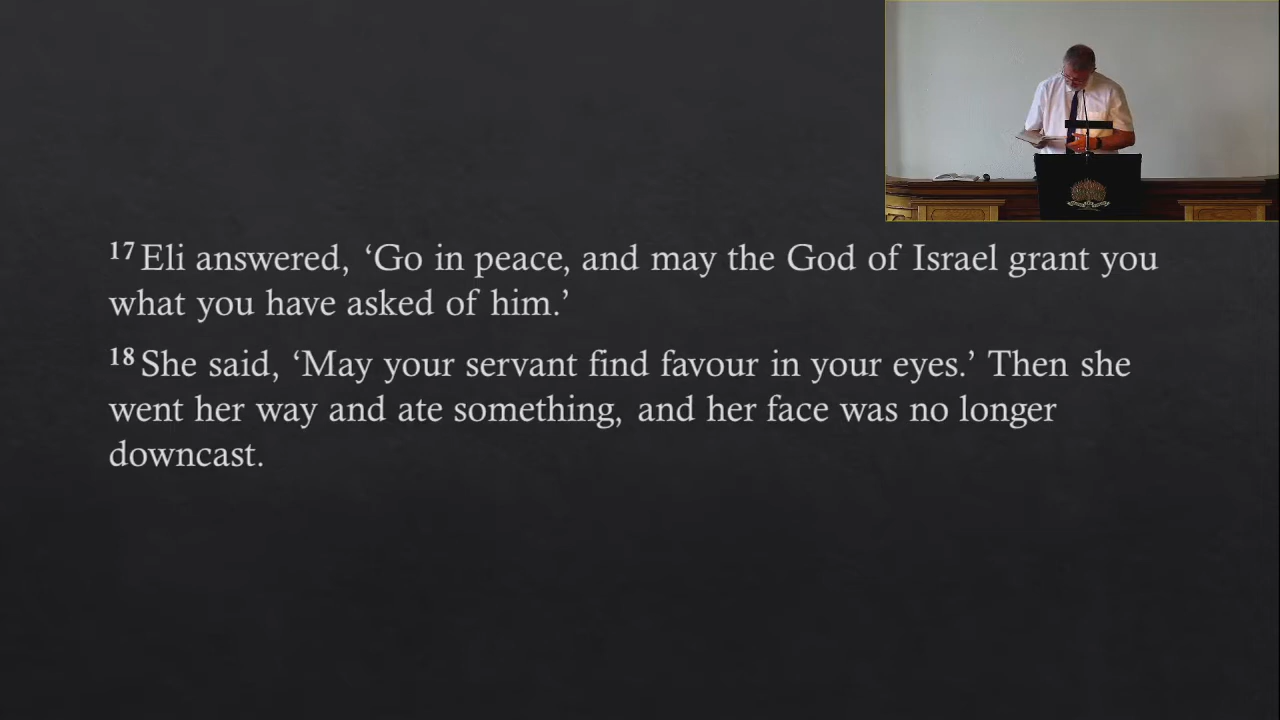 17 Eli answered, ‘Go in peace, and may the God of Israel grant you
what you have asked of him.’
18 She said, ‘May your servant find favour in your eyes.’ Then she
went her way and ate something, and her face was no longer
downcast.